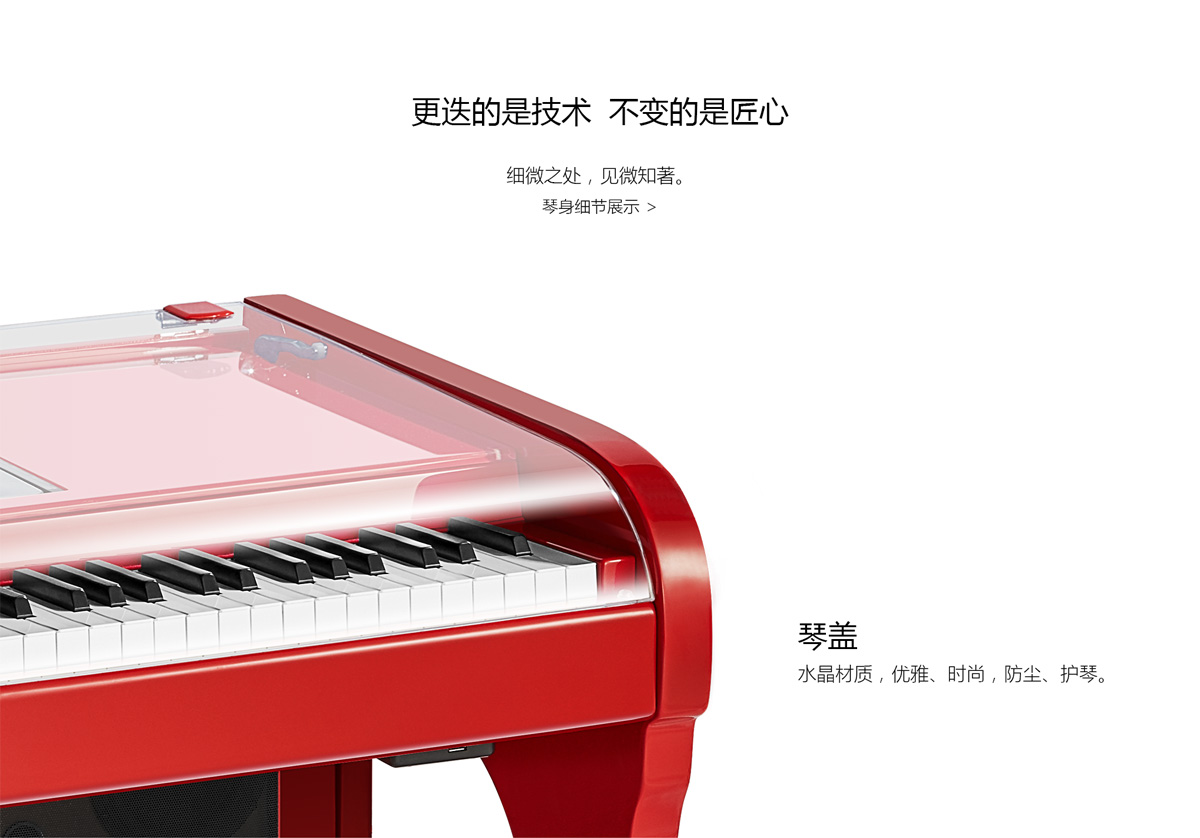 更迭的是技术 不变的是匠心
细微之处，见微知著。
琴身细节展示 >
琴盖
水晶材质，优雅、时尚，防尘、护琴。